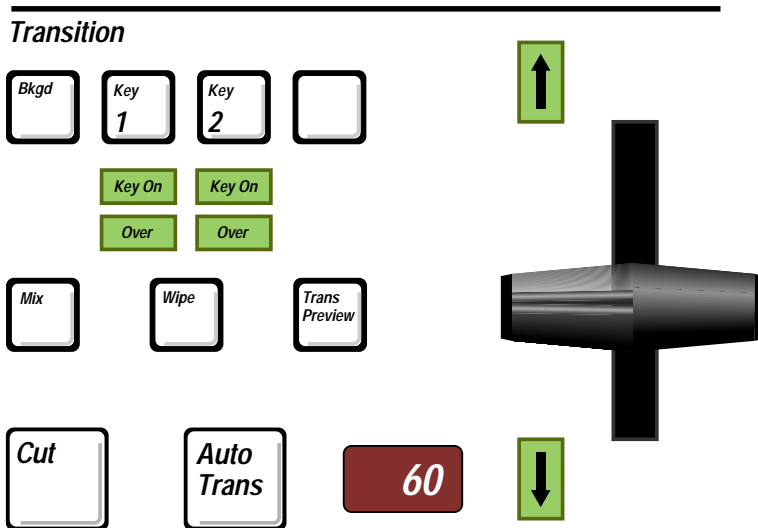 Transition
Bkgd
Key
1
Key
2
Key On
Key On
Over
Over
Mix
Wipe
Trans
Preview
Cut
Auto
Trans
60